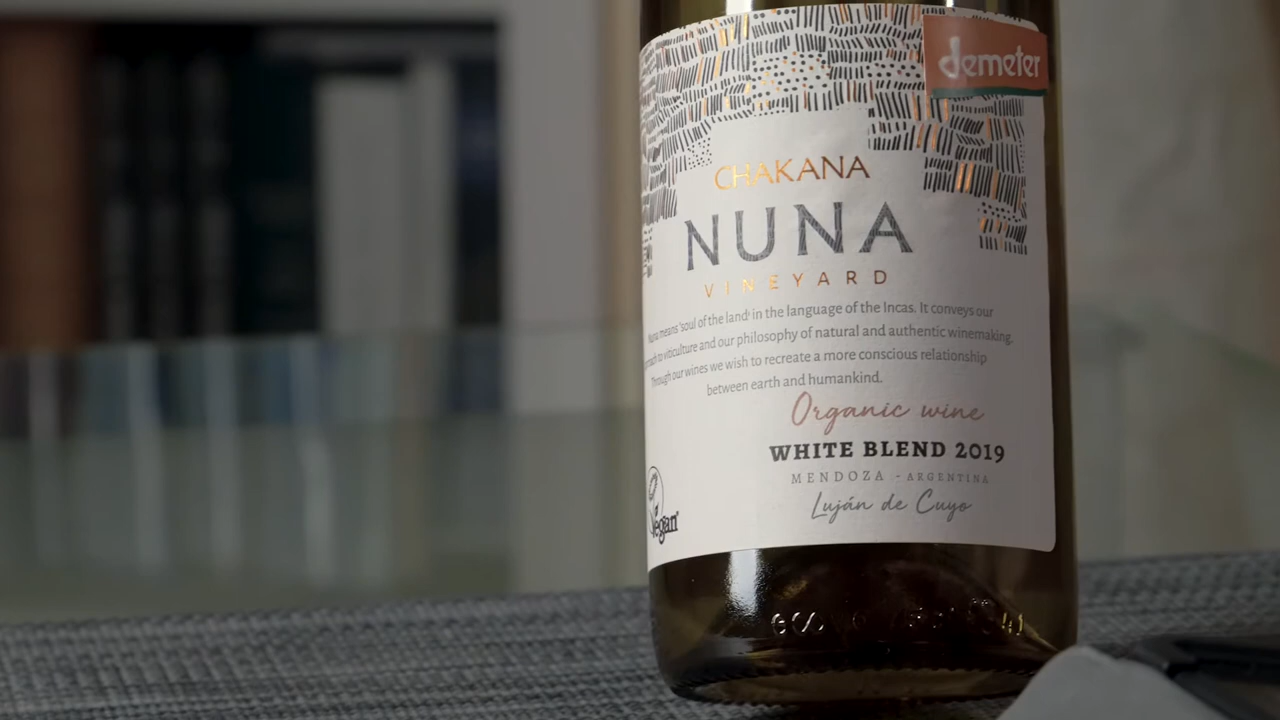 demeter
CHAKANA
NUNA
VINEYARD
Nuna means 'soul of the land' in the language of the Incas. It conveys our
to viticulture and our philosophy of natural and authentic winemaking.
Through our wines we wish to recreate a more conscious relationship
between earth and humankind.
Organic wine
WHITE BLEND 2019
MENDOZA - ARGENTINA
Luján de Cuyo
Vegan